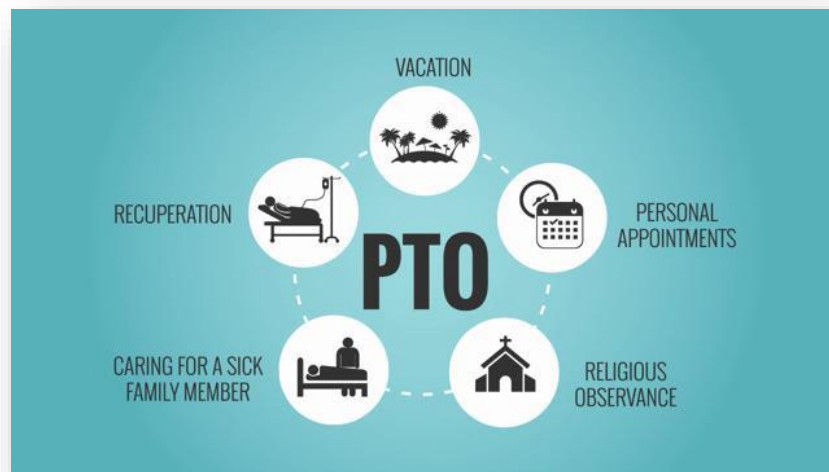 VACATION
PERSONAL
APPOINTMENTS
RELIGIOUS
OBSERVANCE
CARING FOR A SICK
FAMILY MEMBER
RECUPERATION
PTO